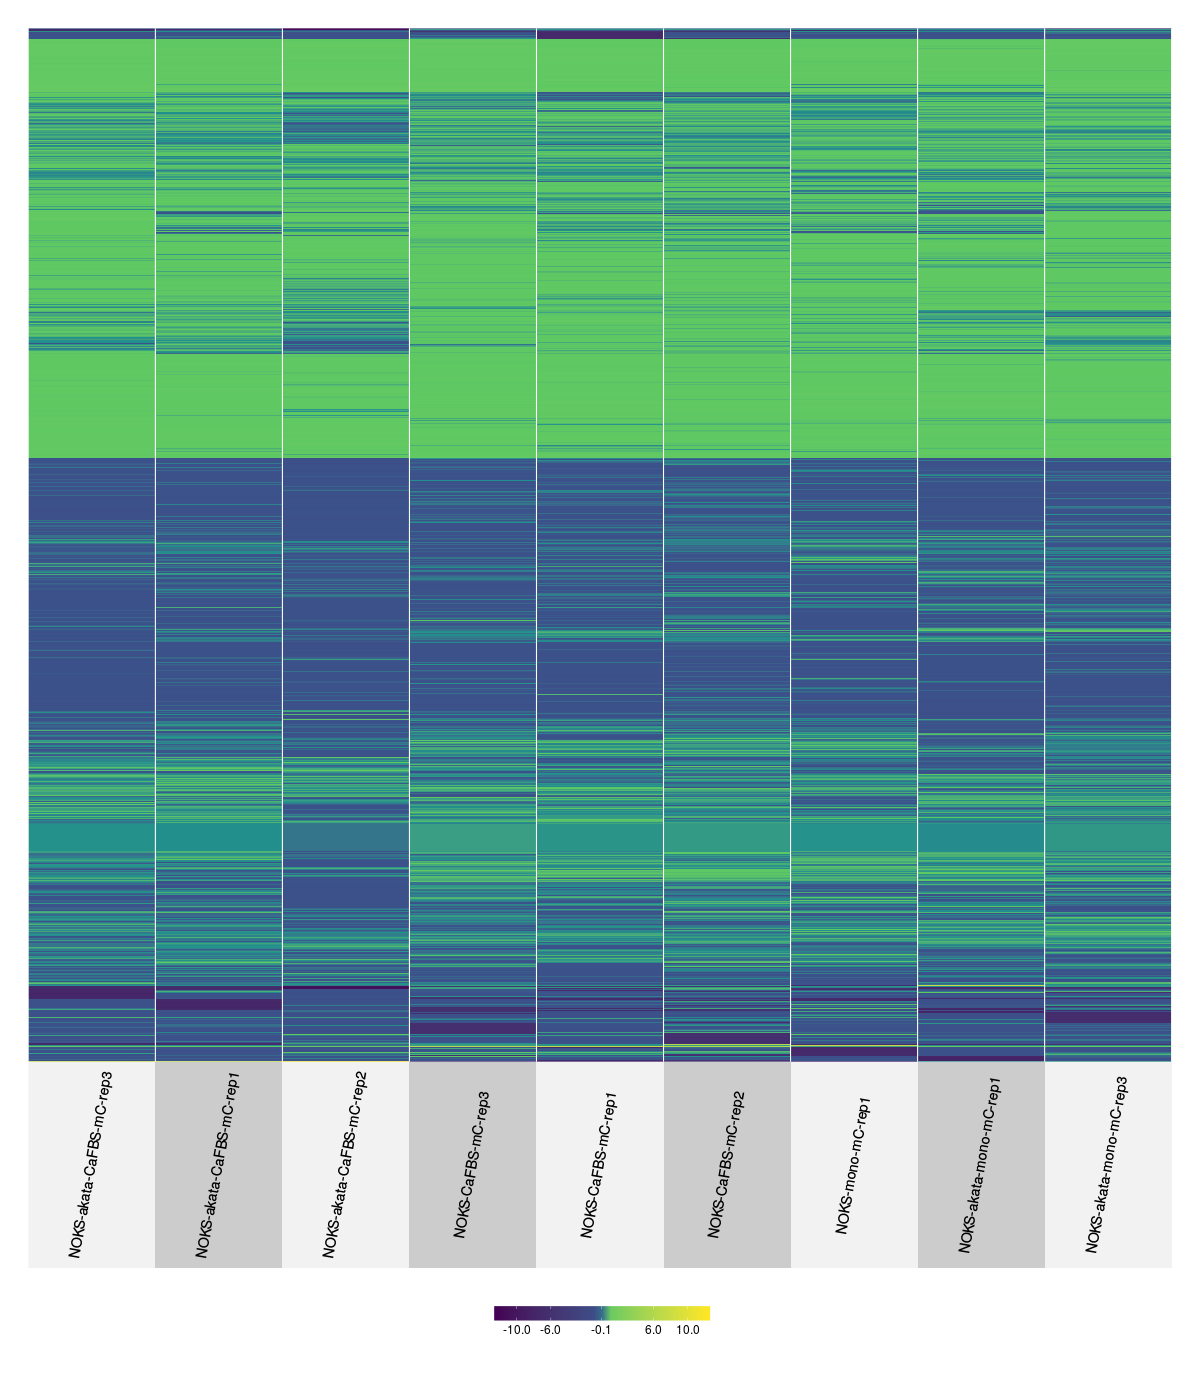 NOKS-akata-CaFBS-mC-rep3
NOKS-akata-CaFBS-mC-rep1
NOKS-akata-CaFBS-mC-rep2
NOKS-CaFBS-mC-rep3
NOKS-CaFBS-mC-rep1
NOKS-CaFBS-mC-rep2
NOKS-mono-mC-rep1
NOKS-akata-mono-mC-rep1
NOKS-akata-mono-mC-rep3
-10.0 -6.0 -0.1 6.0 10.0